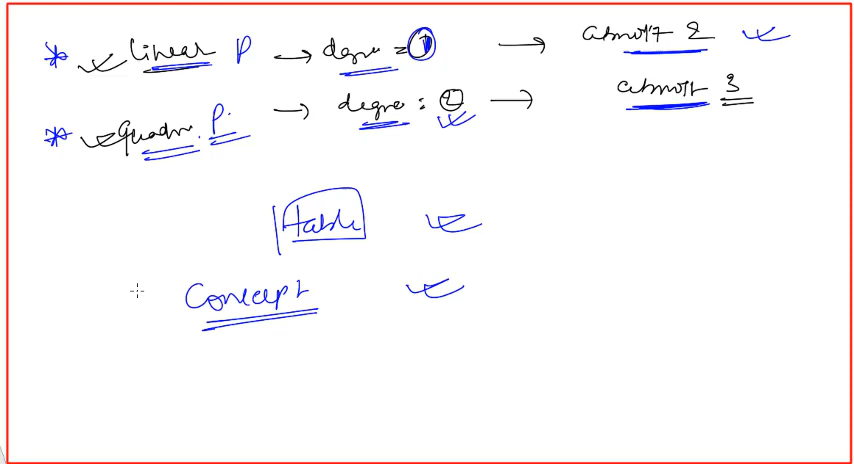 Linear P → degree = 1 → atmost 2
Quadr. P. → degree : 2 → atmost 3
table
Concept